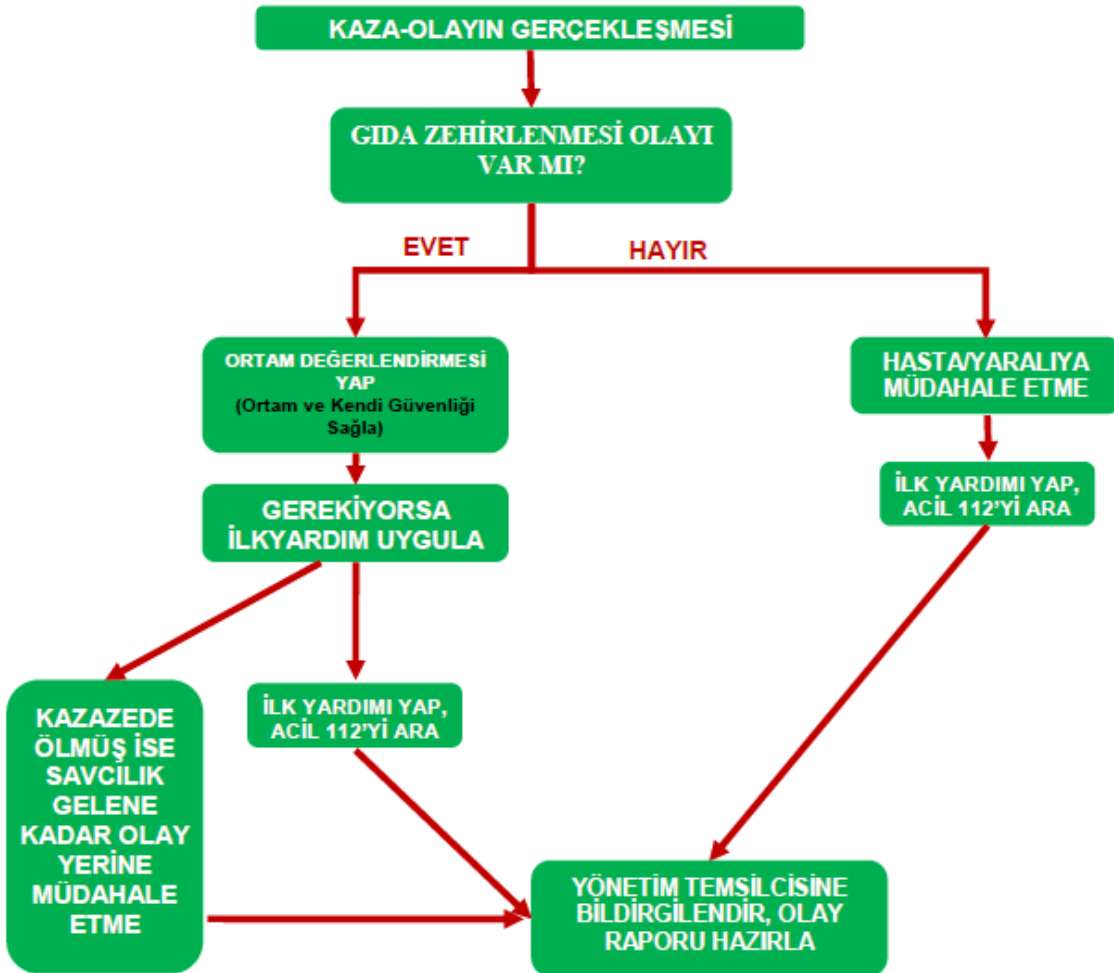 KAZA-OLAYIN GERÇEKLEŞMESİ
GIDA ZEHİRLENMESİ OLAYI
VAR MI?
EVET
HAYIR
ORTAM DEĞERLENDİRMESİ
YAP
(Ortam ve Kendi Güvenliği
Sağla)
HASTA/YARALIYA
MÜDAHALE ETME
GEREKİYORSA
İLKYARDIM UYGULA
İLK YARDIMI YAP,
ACİL 112'Yİ ARA
KAZAZEDE
ÖLMÜŞ İSE
SAVCILIK
GELENE
KADAR OLAY
YERİNE
MÜDAHALE
ETME
İLK YARDIMI YAP,
ACİL 112'Yİ ARA
YÖNETİM TEMSİLCİSİNE
BİLDİRGİLENDİR, OLAY
RAPORU HAZIRLA